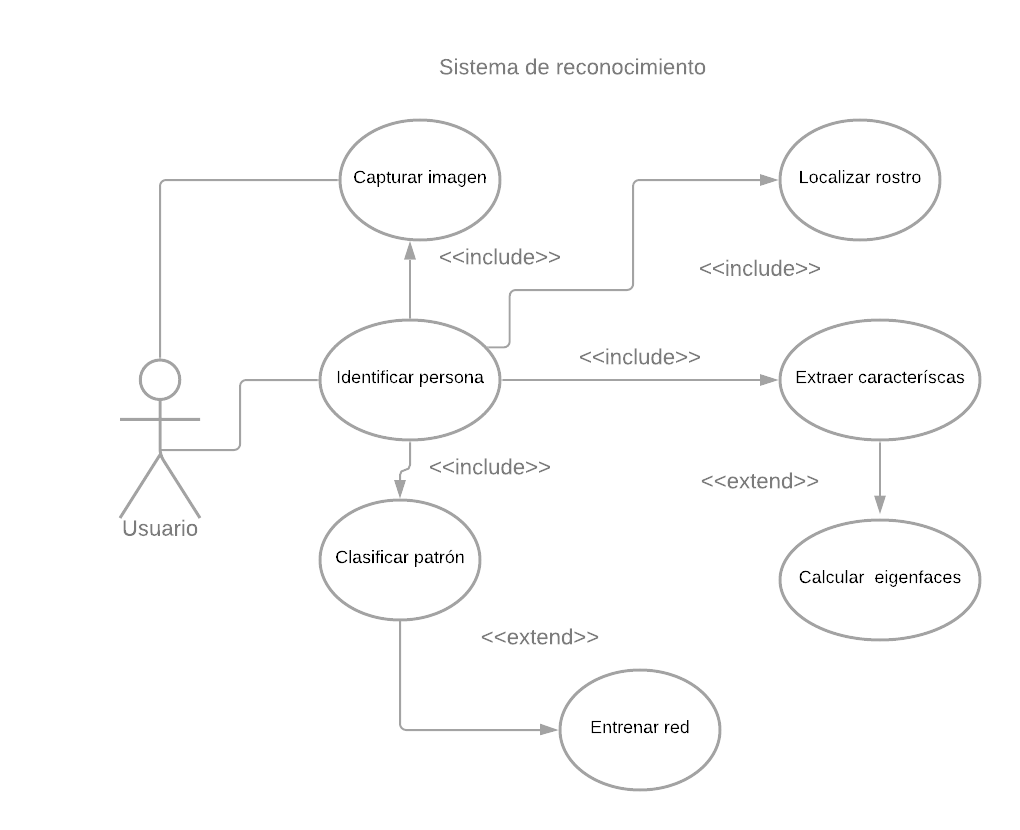 Sistema de reconocimiento
Capturar imagen
Localizar rostro
<<include>>
<<include>>
<<include>>
Identificar persona
Extraer caracteríscas
<<include>>
<<extend>>
Usuario
Clasificar patrón
Calcular  eigenfaces
<<extend>>
Entrenar red